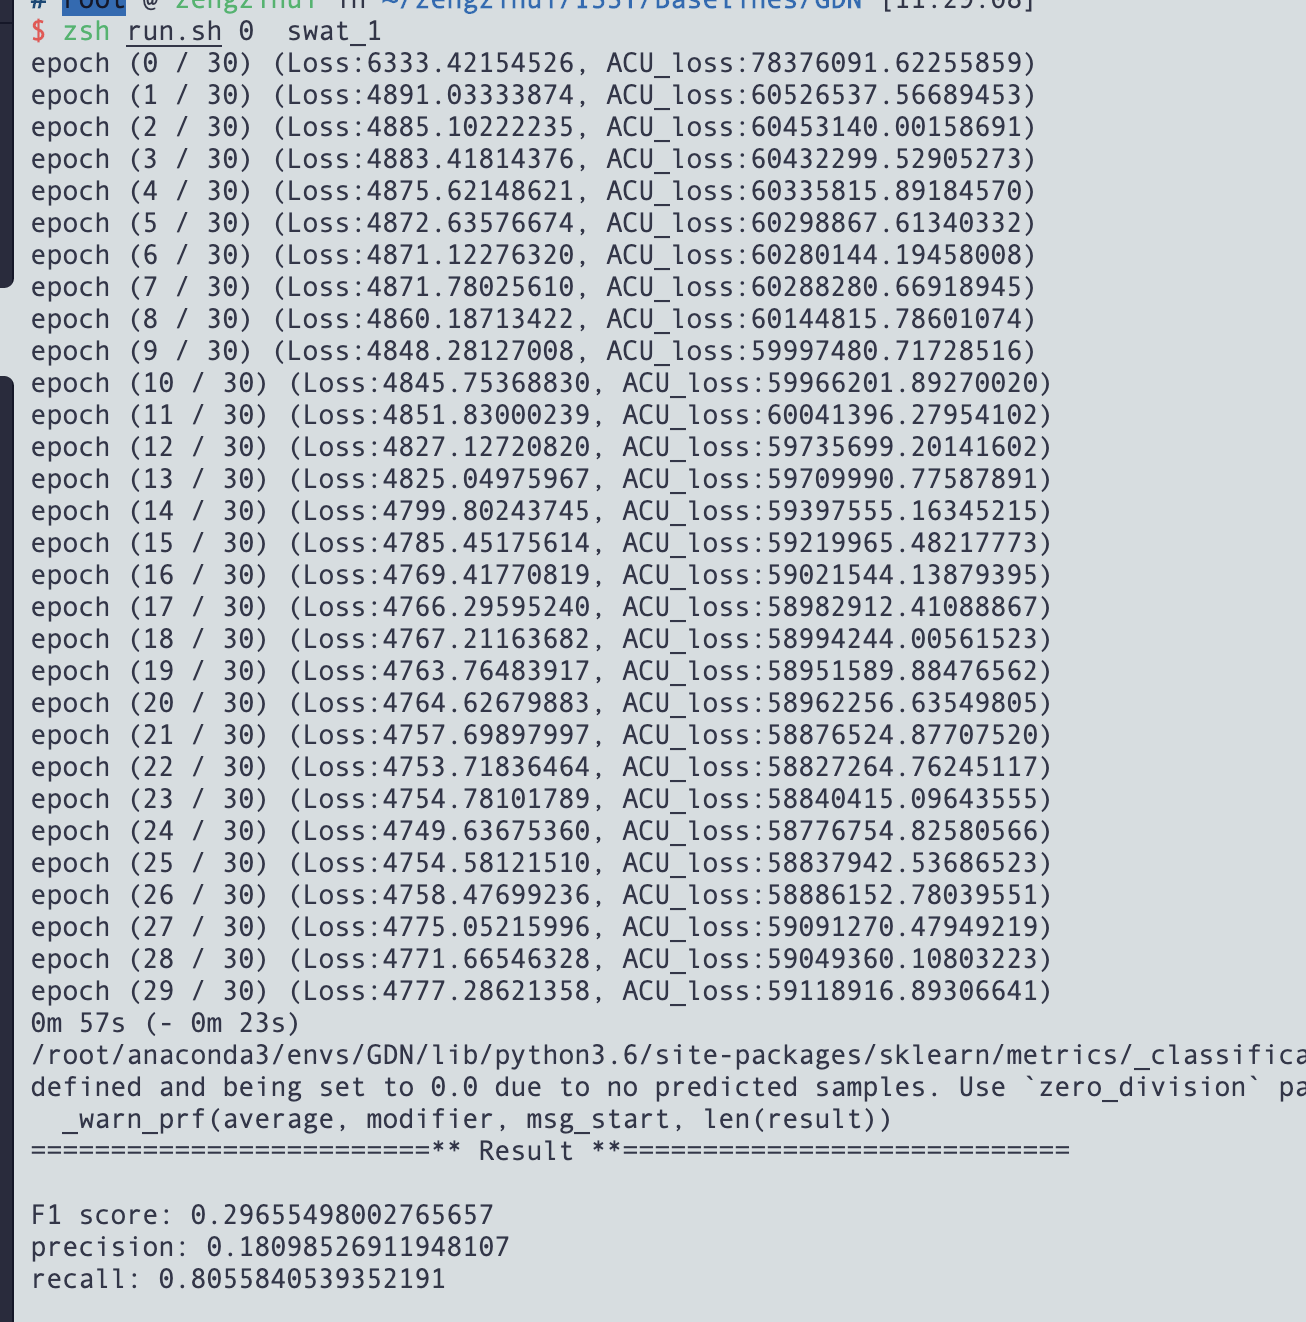 # root @ zengzihui in ~/zengzihui/1551/Baselines/GDN [11:29:08]
$ zsh run.sh 0  swat_1
epoch (0 / 30) (Loss:6333.42154526, ACU_loss:78376091.62255859)
epoch (1 / 30) (Loss:4891.03333874, ACU_loss:60526537.56689453)
epoch (2 / 30) (Loss:4885.10222235, ACU_loss:60453140.00158691)
epoch (3 / 30) (Loss:4883.41814376, ACU_loss:60432299.52905273)
epoch (4 / 30) (Loss:4875.62148621, ACU_loss:60335815.89184570)
epoch (5 / 30) (Loss:4872.63576674, ACU_loss:60298867.61340332)
epoch (6 / 30) (Loss:4871.12276320, ACU_loss:60280144.19458008)
epoch (7 / 30) (Loss:4871.78025610, ACU_loss:60288280.66918945)
epoch (8 / 30) (Loss:4860.18713422, ACU_loss:60144815.78601074)
epoch (9 / 30) (Loss:4848.28127008, ACU_loss:59997480.71728516)
epoch (10 / 30) (Loss:4845.75368830, ACU_loss:59966201.89270020)
epoch (11 / 30) (Loss:4851.83000239, ACU_loss:60041396.27954102)
epoch (12 / 30) (Loss:4827.12720820, ACU_loss:59735699.20141602)
epoch (13 / 30) (Loss:4825.04975967, ACU_loss:59709990.77587891)
epoch (14 / 30) (Loss:4799.80243745, ACU_loss:59397555.16345215)
epoch (15 / 30) (Loss:4785.45175614, ACU_loss:59219965.48217773)
epoch (16 / 30) (Loss:4769.41770819, ACU_loss:59021544.13879395)
epoch (17 / 30) (Loss:4766.29595240, ACU_loss:58982912.41088867)
epoch (18 / 30) (Loss:4767.21163682, ACU_loss:58994244.00561523)
epoch (19 / 30) (Loss:4763.76483917, ACU_loss:58951589.88476562)
epoch (20 / 30) (Loss:4764.62679883, ACU_loss:58962256.63549805)
epoch (21 / 30) (Loss:4757.69897997, ACU_loss:58876524.87707520)
epoch (22 / 30) (Loss:4753.71836464, ACU_loss:58827264.76245117)
epoch (23 / 30) (Loss:4754.78101789, ACU_loss:58840415.09643555)
epoch (24 / 30) (Loss:4749.63675360, ACU_loss:58776754.82580566)
epoch (25 / 30) (Loss:4754.58121510, ACU_loss:58837942.53686523)
epoch (26 / 30) (Loss:4758.47699236, ACU_loss:58886152.78039551)
epoch (27 / 30) (Loss:4775.05215996, ACU_loss:59091270.47949219)
epoch (28 / 30) (Loss:4771.66546328, ACU_loss:59049360.10803223)
epoch (29 / 30) (Loss:4777.28621358, ACU_loss:59118916.89306641)
0m 57s (- 0m 23s)
/root/anaconda3/envs/GDN/lib/python3.6/site-packages/sklearn/metrics/_classifica
defined and being set to 0.0 due to no predicted samples. Use `zero_division` pa
  _warn_prf(average, modifier, msg_start, len(result))
=========================** Result **============================
F1 score: 0.29655498002765657
precision: 0.18098526911948107
recall: 0.8055840539352191